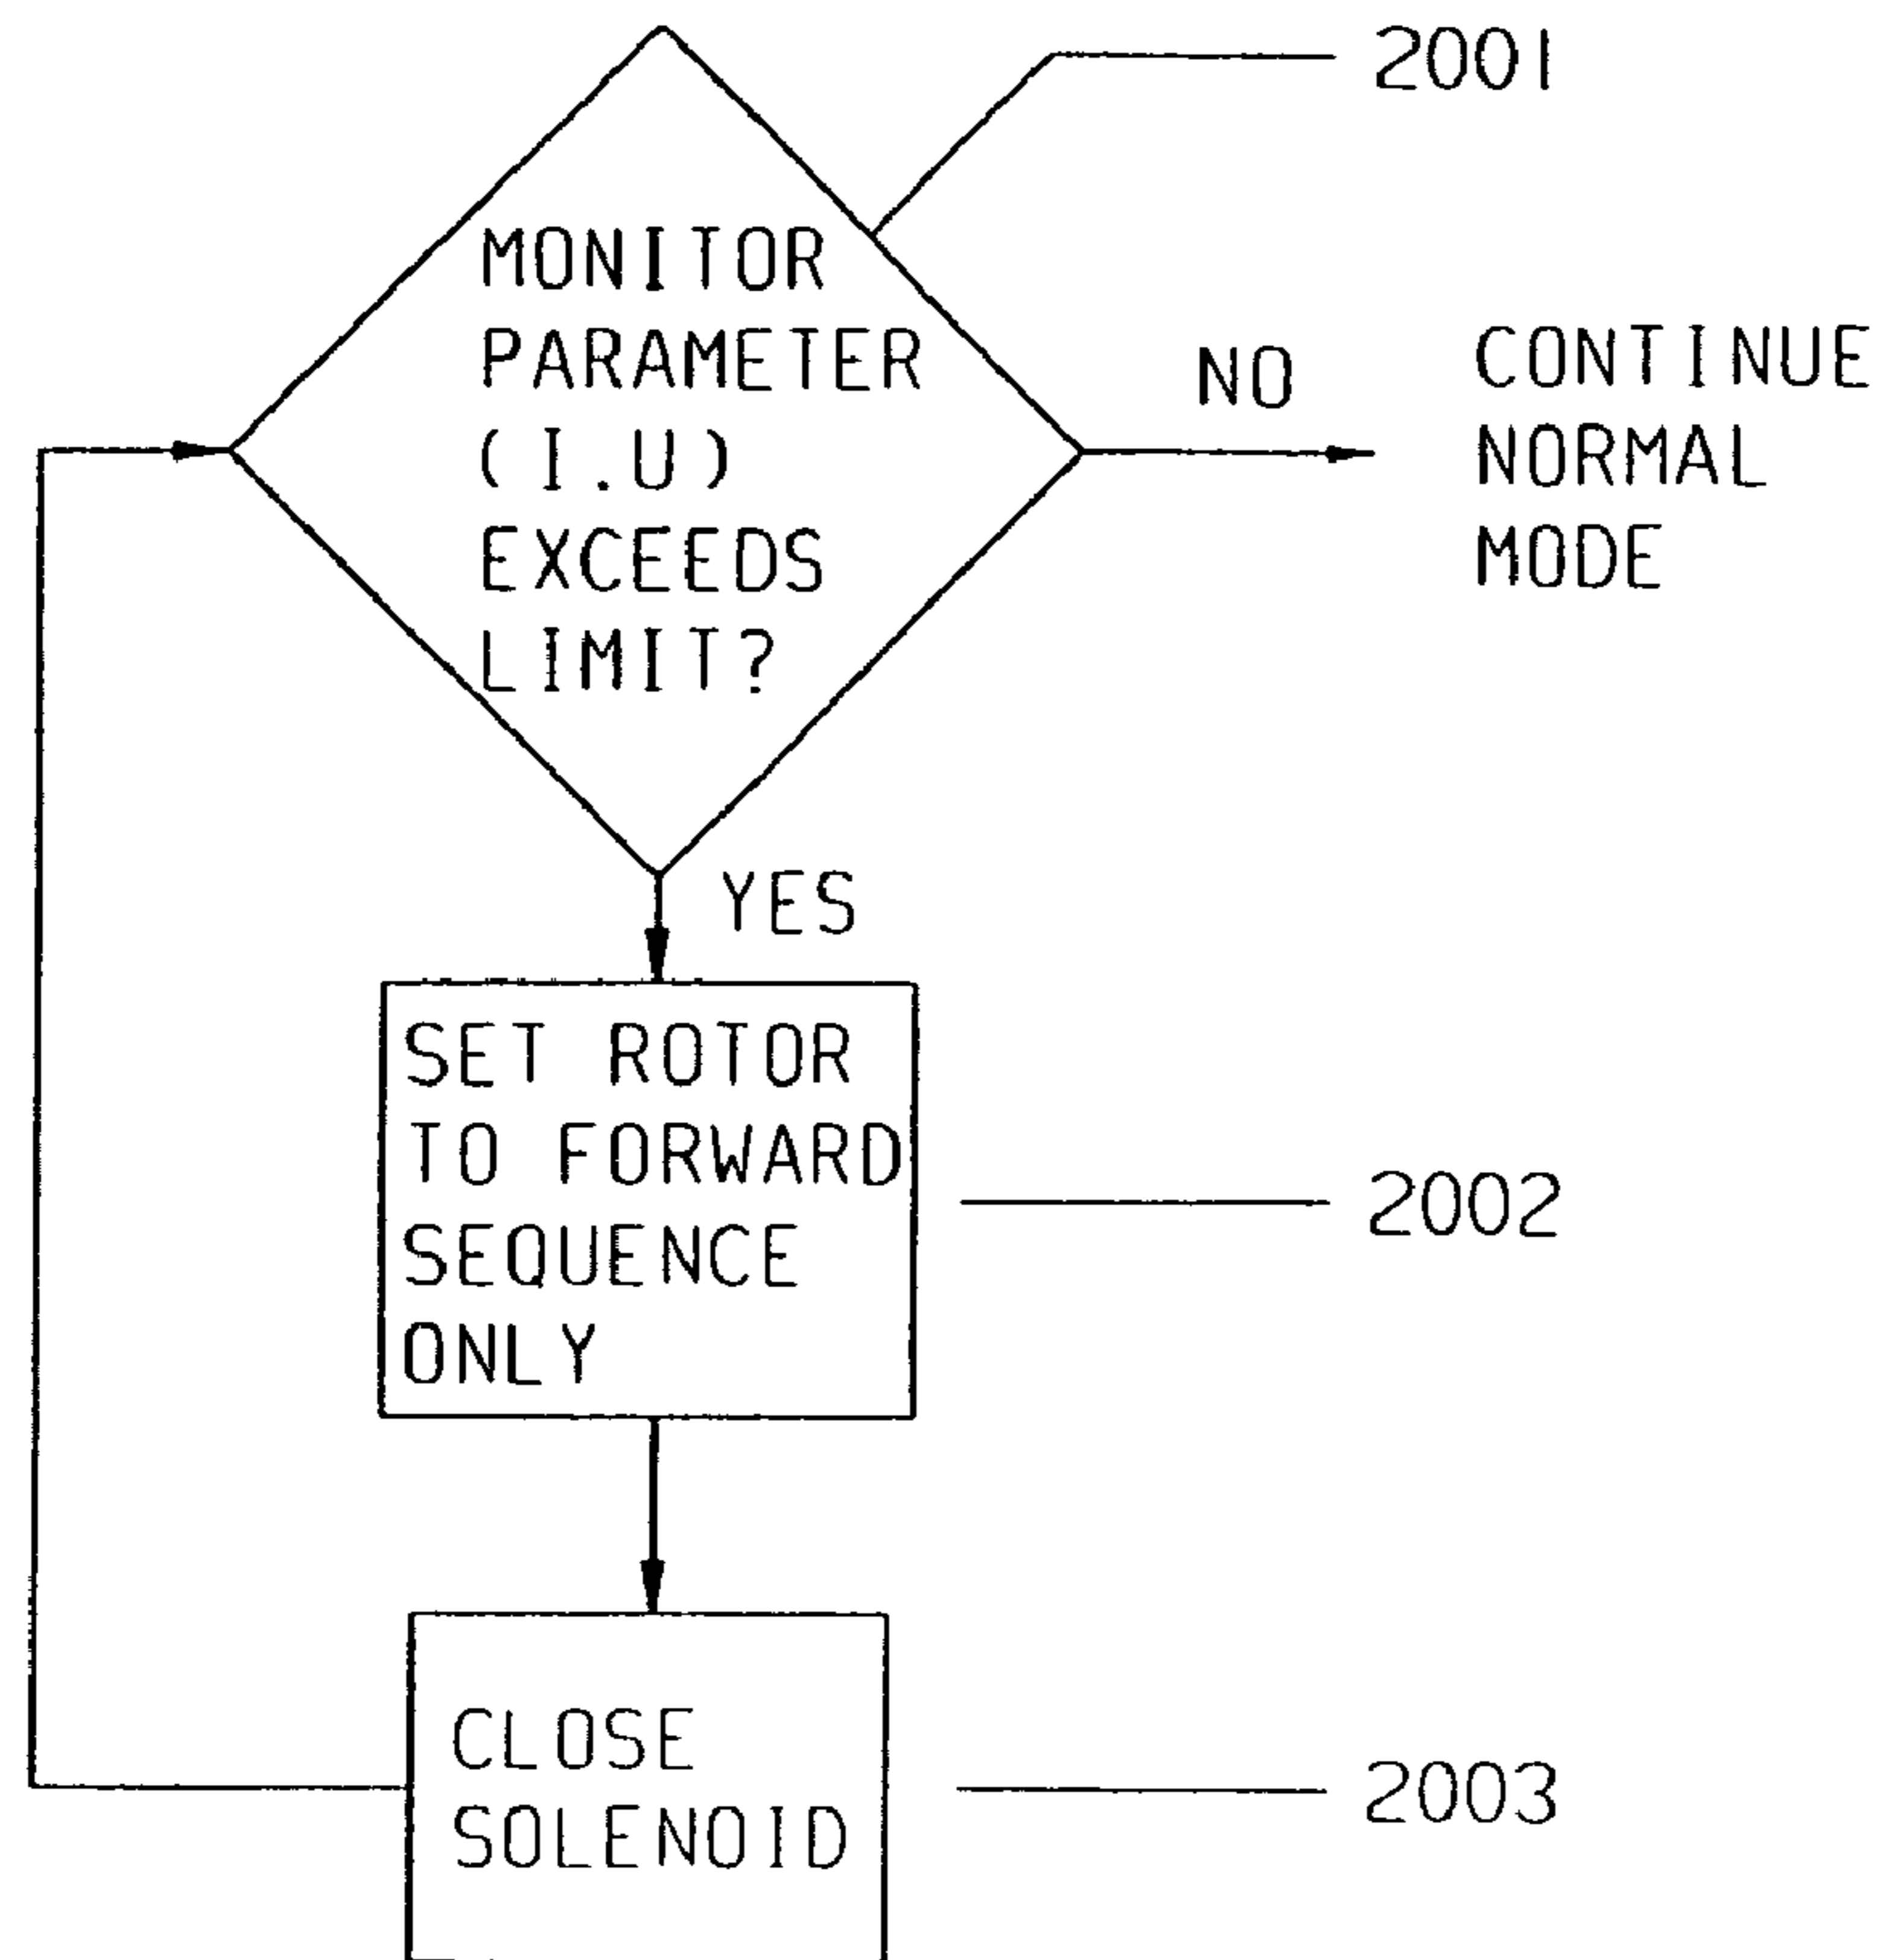 2001
MONITOR
PARAMETER
(I.U)
EXCEEDS
LIMIT?
NO
CONTINUE
NORMAL
MODE
YES
SET ROTOR
TO FORWARD
SEQUENCE
ONLY
2002
CLOSE
SOLENOID
2003